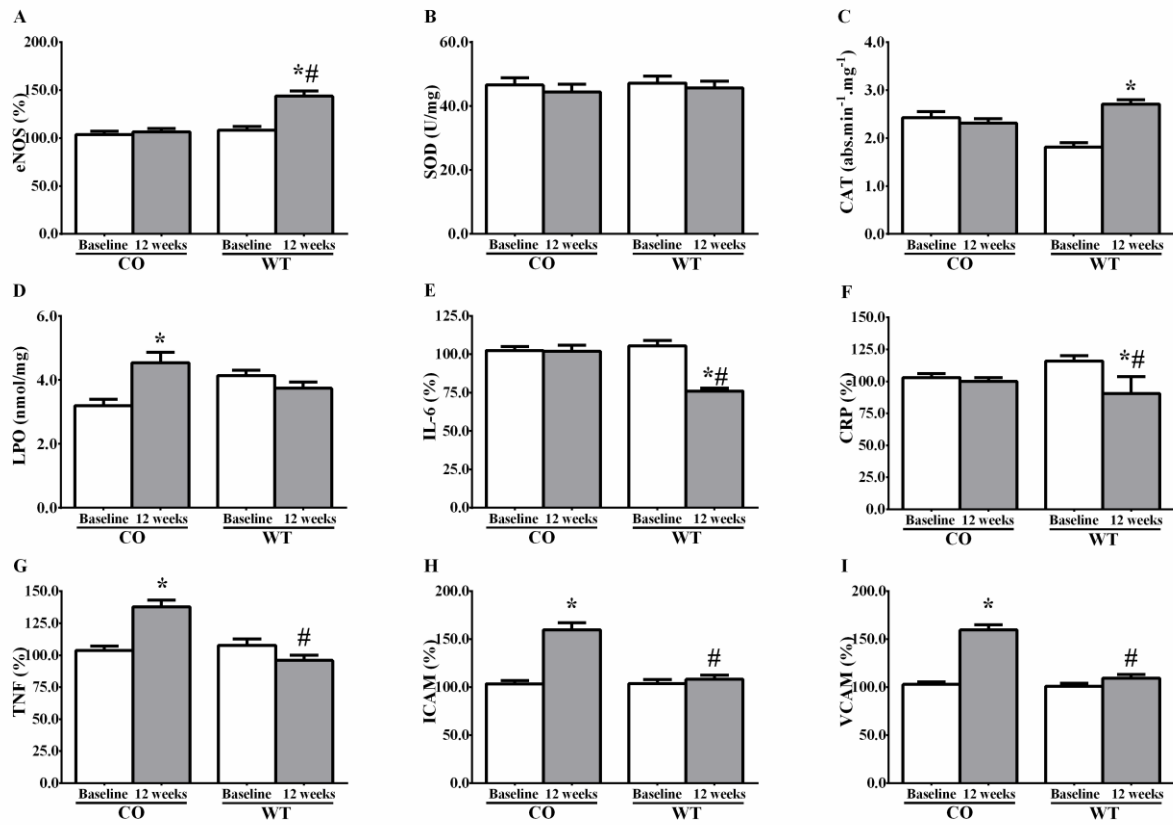 A
eNOS (%)
200.0
150.0
100.0
50.0
0.0
*#
Baseline 12 weeks Baseline 12 weeks
CO WT
B
SOD (U/mg)
60.0
40.0
20.0
0.0
Baseline 12 weeks Baseline 12 weeks
CO WT
C
CAT (abs.min⁻¹.mg⁻¹)
4.0
3.0
2.0
1.0
0.0
*
Baseline 12 weeks Baseline 12 weeks
CO WT
D
LPO (nmol/mg)
6.0
4.0
2.0
0.0
*
Baseline 12 weeks Baseline 12 weeks
CO WT
E
IL-6 (%)
125.0
100.0
75.0
50.0
25.0
0.0
*#
Baseline 12 weeks Baseline 12 weeks
CO WT
F
CRP (%)
150.0
125.0
100.0
75.0
50.0
25.0
0.0
*#
Baseline 12 weeks Baseline 12 weeks
CO WT
G
TNF (%)
150.0
125.0
100.0
75.0
50.0
25.0
0.0
*
#
Baseline 12 weeks Baseline 12 weeks
CO WT
H
ICAM (%)
200.0
150.0
100.0
50.0
0.0
*
#
Baseline 12 weeks Baseline 12 weeks
CO WT
I
VCAM (%)
200.0
150.0
100.0
50.0
0.0
*
#
Baseline 12 weeks Baseline 12 weeks
CO WT